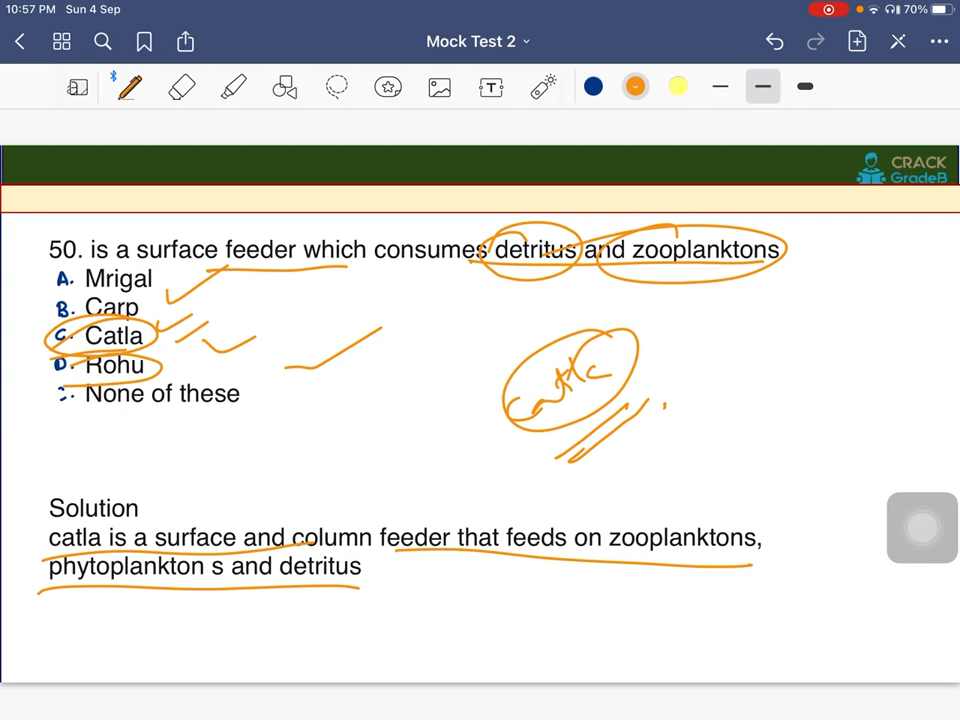 10:57 PM Sun 4 Sep
70%
Mock Test 2
T
CRACK
GradeB
50. is a surface feeder which consumes detritus and zooplanktons
A. Mrigal
B. Carp
C. Catla
D. Rohu
None of these
Solution
catla is a surface and column feeder that feeds on zooplanktons,
phytoplankton s and detritus